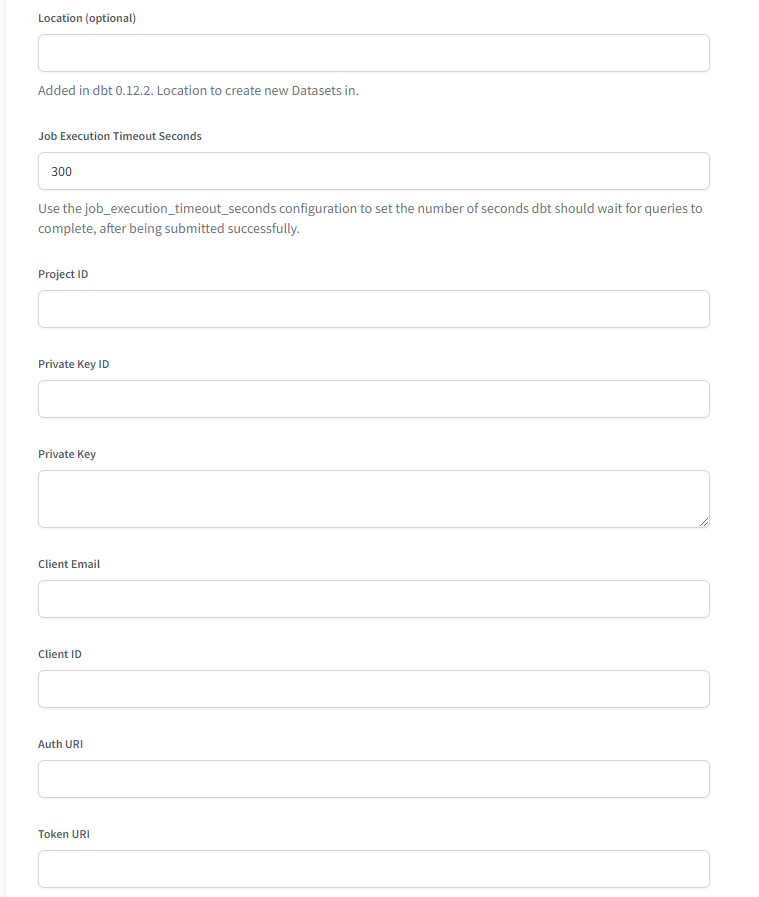 Location (optional)
Added in dbt 0.12.2. Location to create new Datasets in.
Job Execution Timeout Seconds
300
Use the job_execution_timeout_seconds configuration to set the number of seconds dbt should wait for queries to
complete, after being submitted successfully.
Project ID
Private Key ID
Private Key
Client Email
Client ID
Auth URI
Token URI